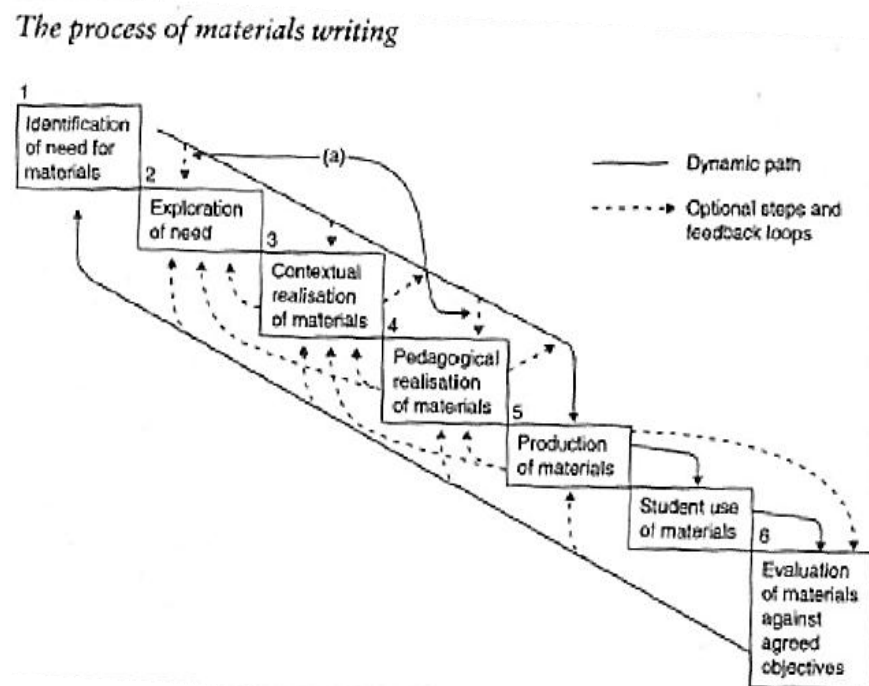 The process of materials writing
1
Identification
of need for
materials
(a)
Dynamic path
Optional steps and
feedback loops
2
Exploration
of need
3
Contextual
realisation
of materials
4
Pedagogical
realisation
of materials
5
Production
of materials
Student use
of materials
6
Evaluation
of materials
against
agreed
objectives